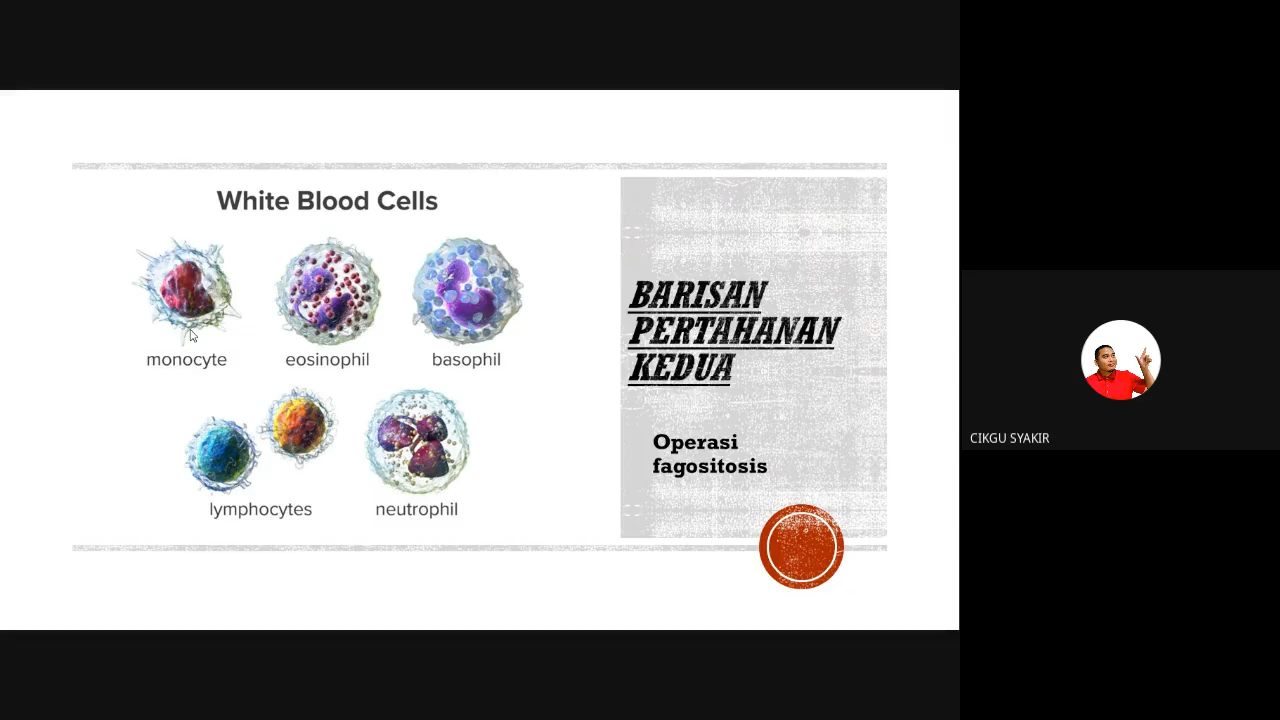 White Blood Cells
monocyte
eosinophil
basophil
lymphocytes
neutrophil
BARISAN
PERTAHANAN
KEDUA
Operasi
fagositosis
CIKGU SYAKIR